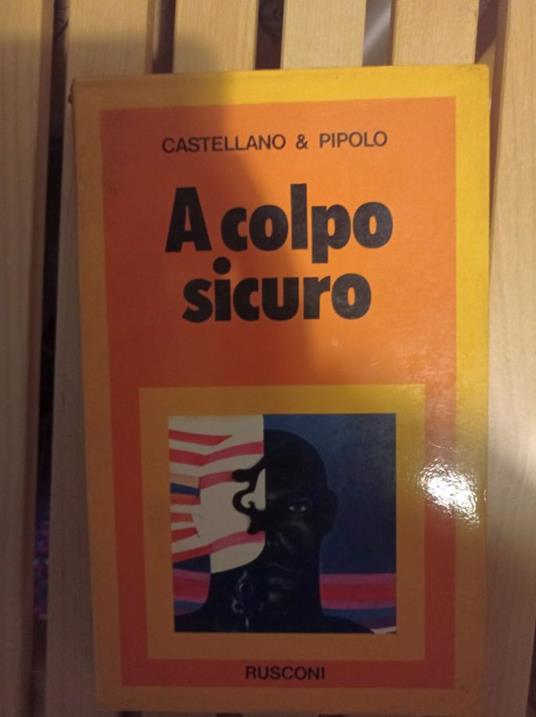 CASTELLANO & PIPOLO
A colpo
sicuro
RUSCONI